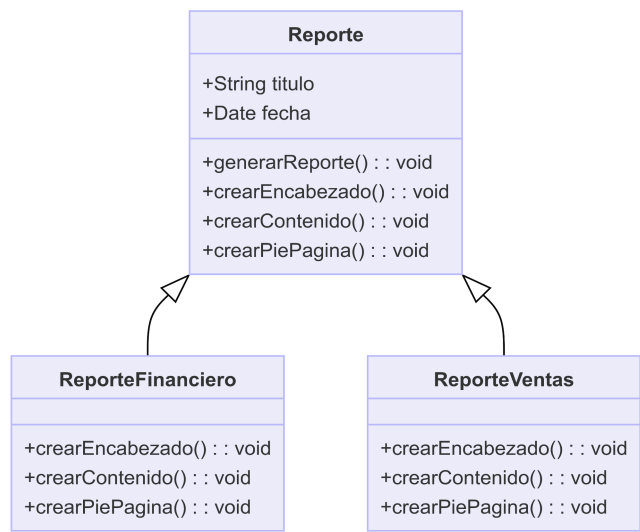 Reporte
+String titulo
+Date fecha
+generarReporte() : : void
+crearEncabezado() : : void
+crearContenido() : : void
+crearPiePagina() : : void
ReporteFinanciero
+crearEncabezado() : : void
+crearContenido() : : void
+crearPiePagina() : : void
ReporteVentas
+crearEncabezado() : : void
+crearContenido() : : void
+crearPiePagina() : : void